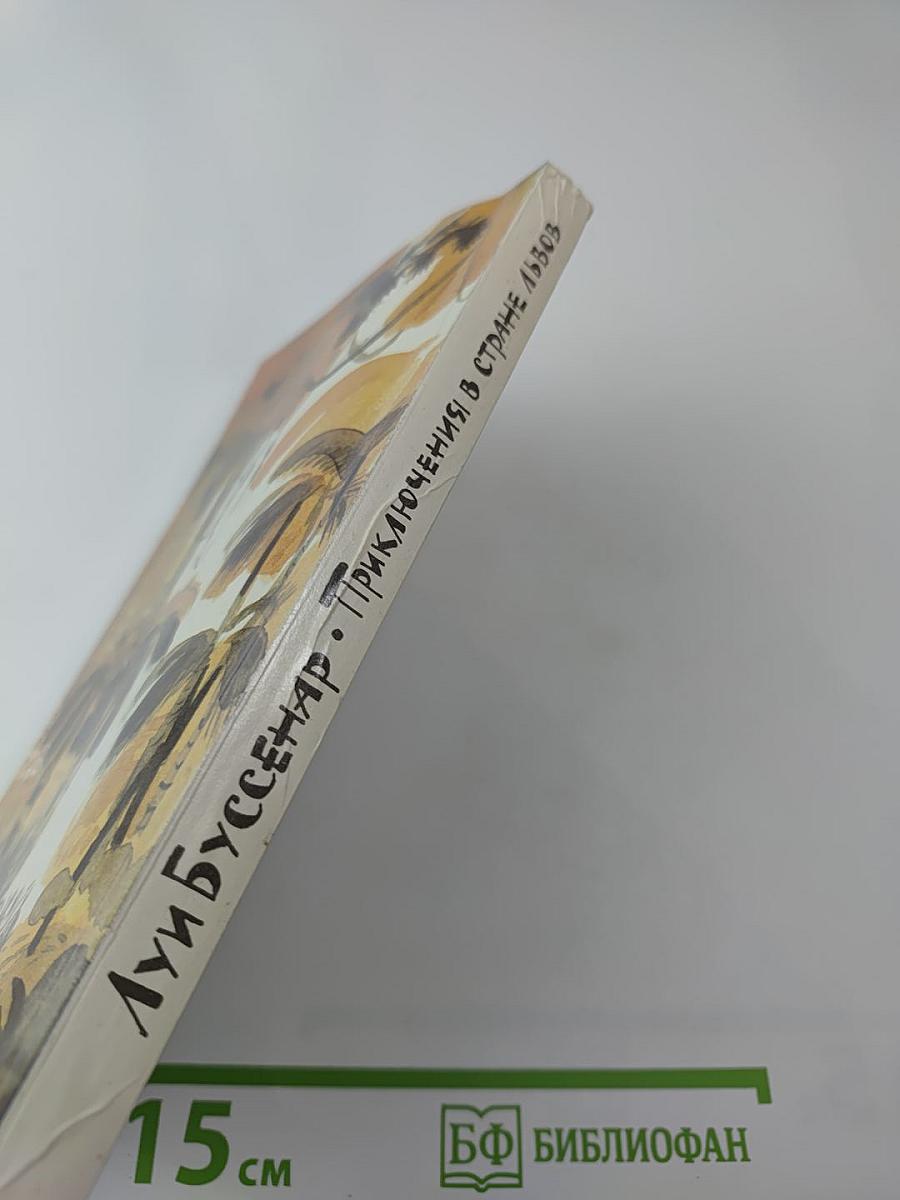 Луи Буссенар • Приключения в стране львов
15 см
БФ БИБЛИОФАН